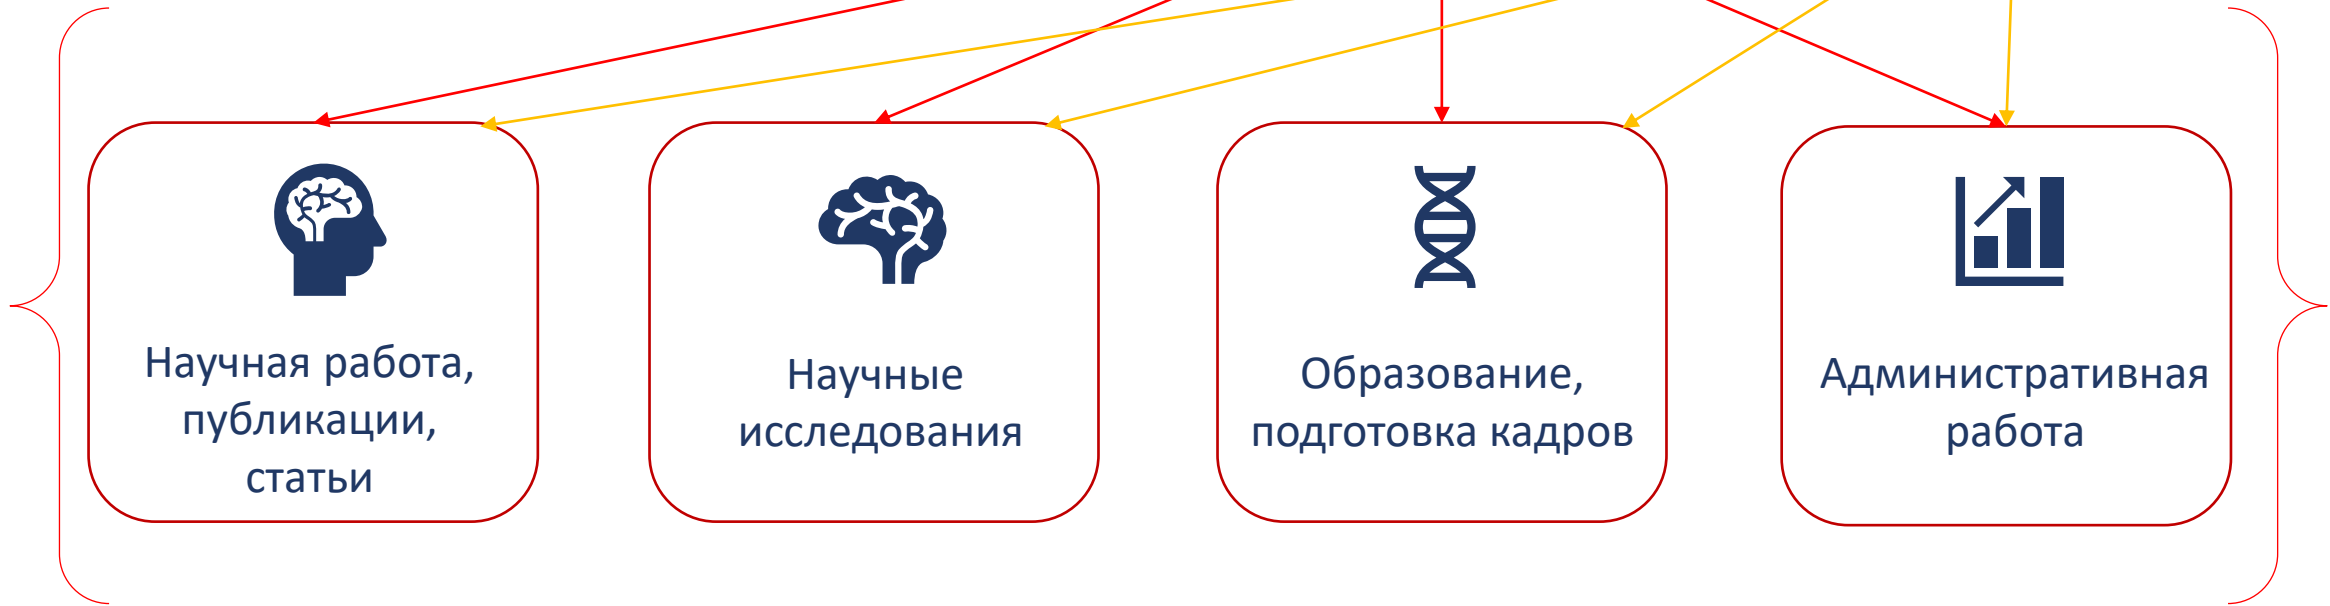 Научная работа,
публикации,
статьи
Научные
исследования
Образование,
подготовка кадров
Административная
работа